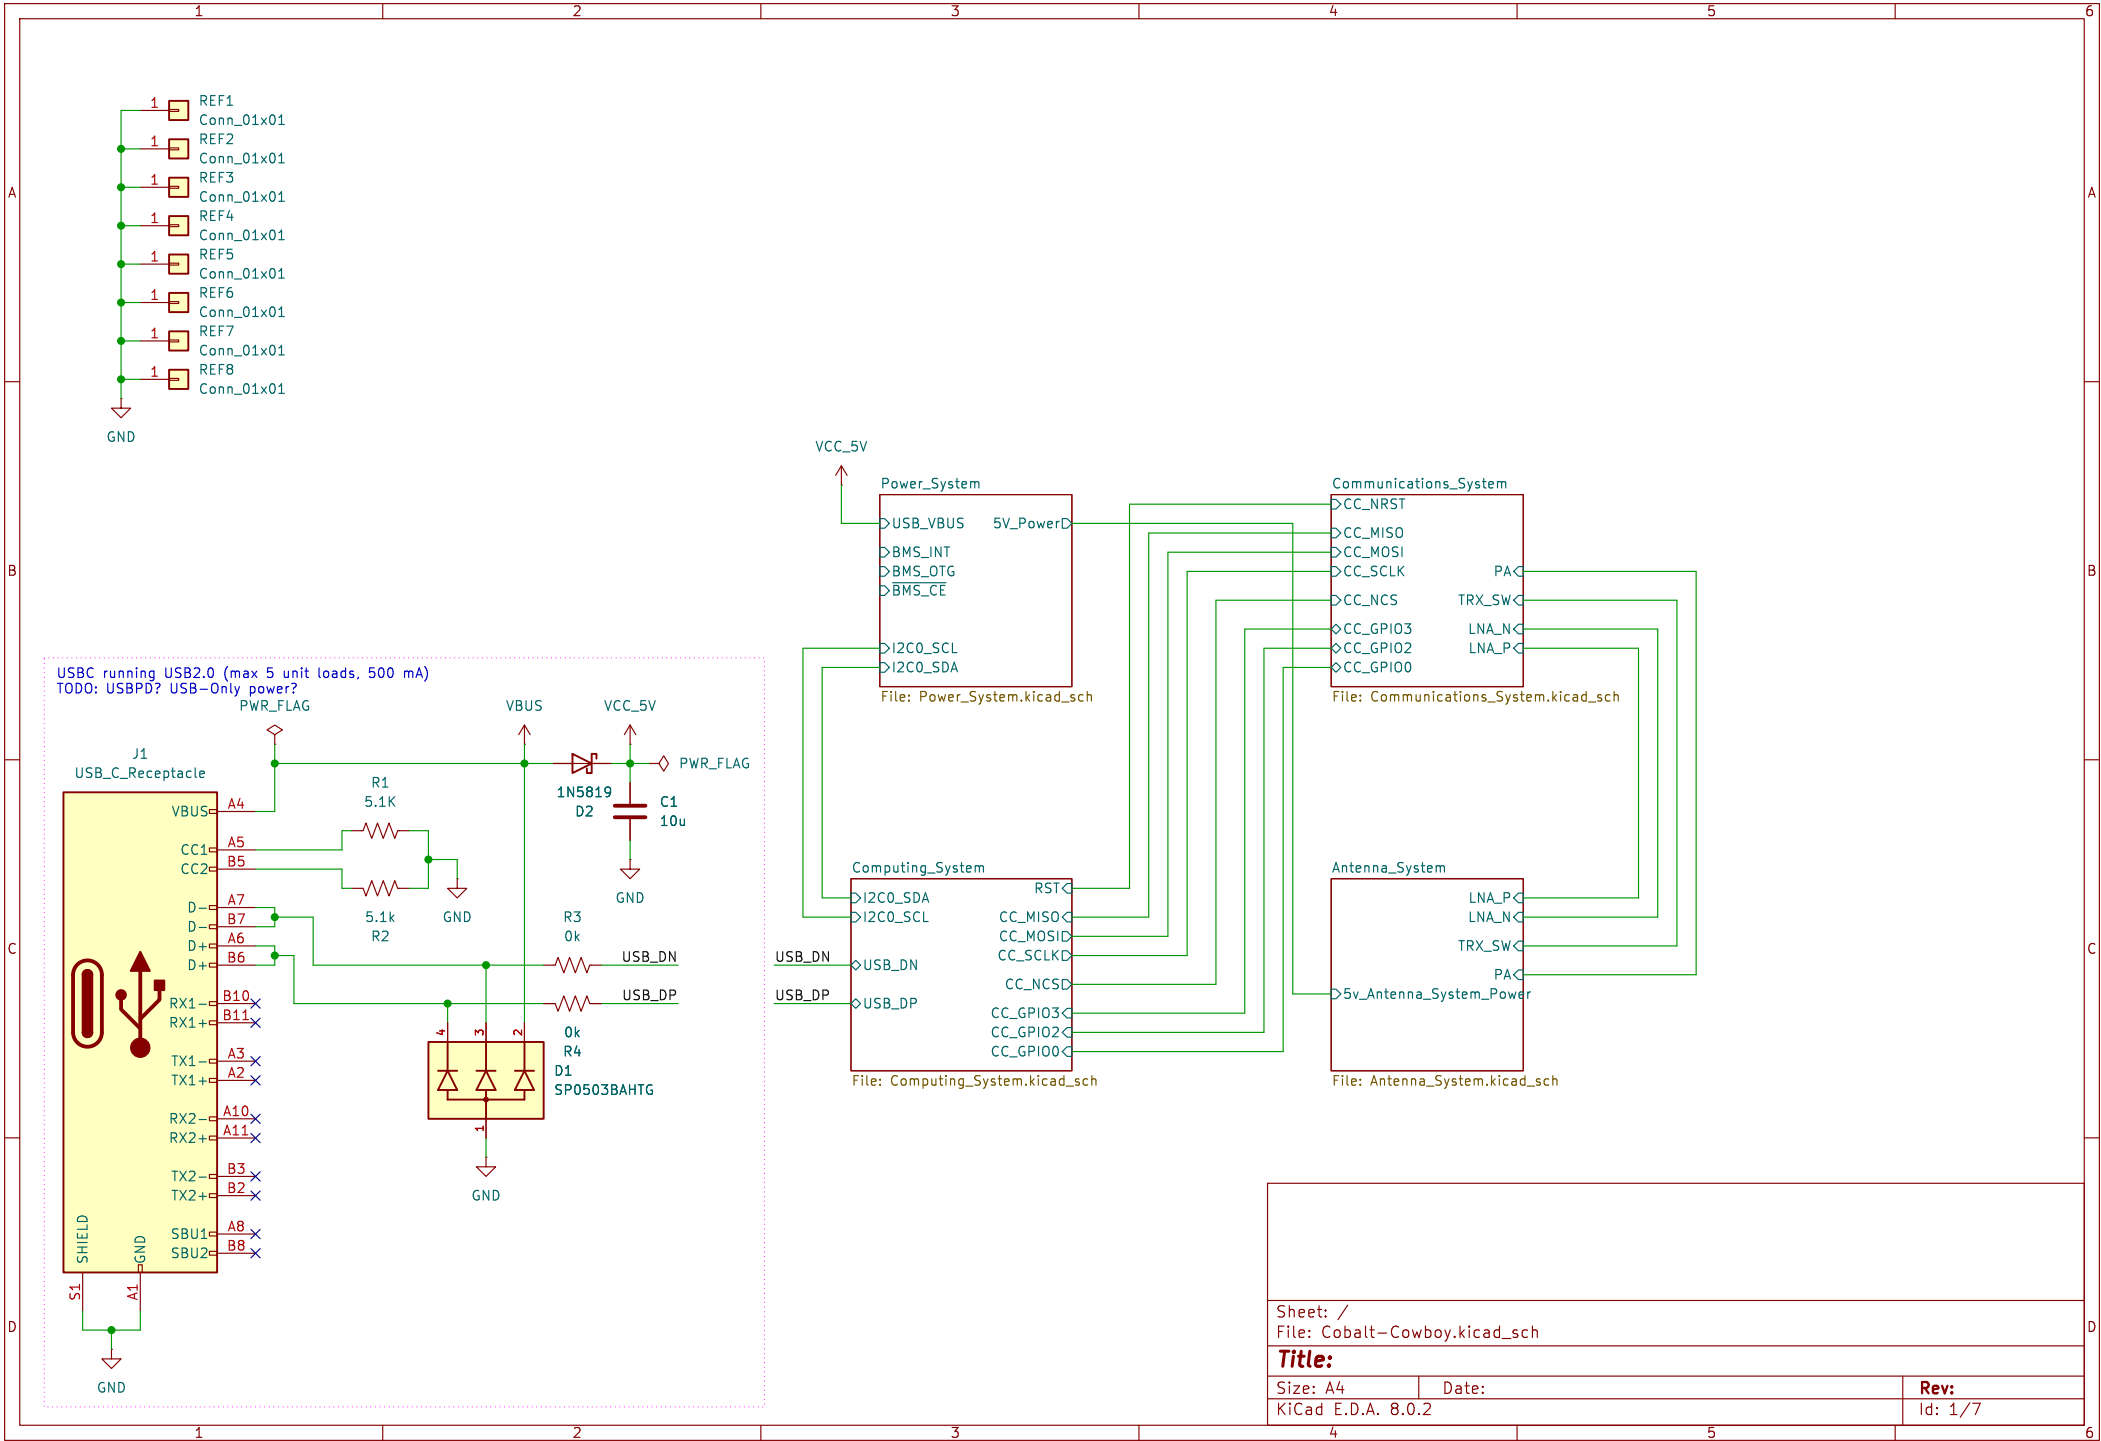 1 2 3 4 5 6
A
B
C
D
A
B
C
D
1 2 3 4 5 6
1
REF1
Conn_01x01
1
REF2
Conn_01x01
1
REF3
Conn_01x01
1
REF4
Conn_01x01
1
REF5
Conn_01x01
1
REF6
Conn_01x01
1
REF7
Conn_01x01
1
REF8
Conn_01x01
GND
USBC running USB2.0 (max 5 unit loads, 500 mA)
TODO: USBPD? USB-Only power?
PWR_FLAG
VBUS
VCC_5V
PWR_FLAG
1N5819
D2
C1
10u
GND
J1
USB_C_Receptacle
VBUS A4
CC1 A5
CC2 B5
D- A7
D- B7
D+ A6
D+ B6
RX1- B10
RX1+ B11
TX1- A3
TX1+ A2
RX2- A10
RX2+ A11
TX2- B3
TX2+ B2
SBU1 A8
SBU2 B8
SHIELD
GND
S1
A1
GND
R1
5.1K
5.1k
R2
GND
R3
0k
USB_DN
USB_DP
0k
R4
4
3
2
1
D1
SP0503BAHTG
GND
VCC_5V
Power_System
USB_VBUS
5V_Power
BMS_INT
BMS_OTG
BMS_CE
I2C0_SCL
I2C0_SDA
File: Power_System.kicad_sch
Communications_System
CC_NRST
CC_MISO
CC_MOSI
CC_SCLK
CC_NCS
CC_GPIO3
CC_GPIO2
CC_GPIO0
PA
TRX_SW
LNA_N
LNA_P
File: Communications_System.kicad_sch
Computing_System
I2C0_SDA
I2C0_SCL
USB_DN
USB_DN
USB_DP
USB_DP
RST
CC_MISO
CC_MOSI
CC_SCLK
CC_NCS
CC_GPIO3
CC_GPIO2
CC_GPIO0
File: Computing_System.kicad_sch
Antenna_System
LNA_P
LNA_N
TRX_SW
PA
5v_Antenna_System_Power
File: Antenna_System.kicad_sch
Sheet: /
File: Cobalt-Cowboy.kicad_sch
Title:
Size: A4 Date: Rev:
KiCad E.D.A. 8.0.2 Id: 1/7